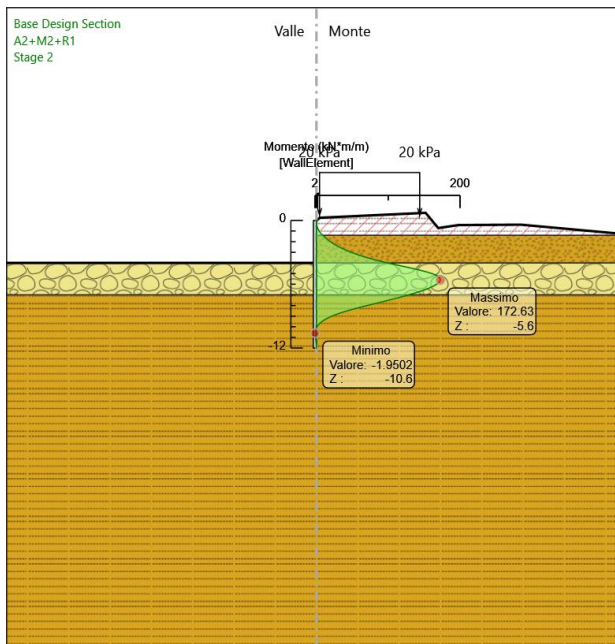 Base Design Section
A2+M2+R1
Stage 2
Valle
Monte
Momento (kN*m/m)
20 kPa
20 kPa
[WallElement]
2
200
0
-12
Massimo
Valore: 172.63
Z : -5.6
Minimo
Valore: -1.9502
Z : -10.6